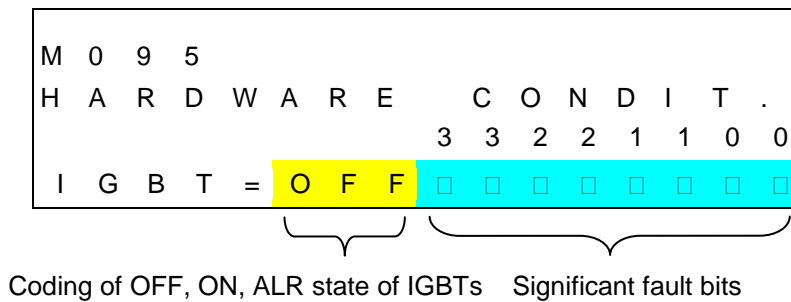 M 0 9 5
H A R D W A R E C O N D I T .
3 3 2 2 1 1 0 0
I G B T = O F F □ □ □ □ □ □ □ □
Coding of OFF, ON, ALR state of IGBTs Significant fault bits